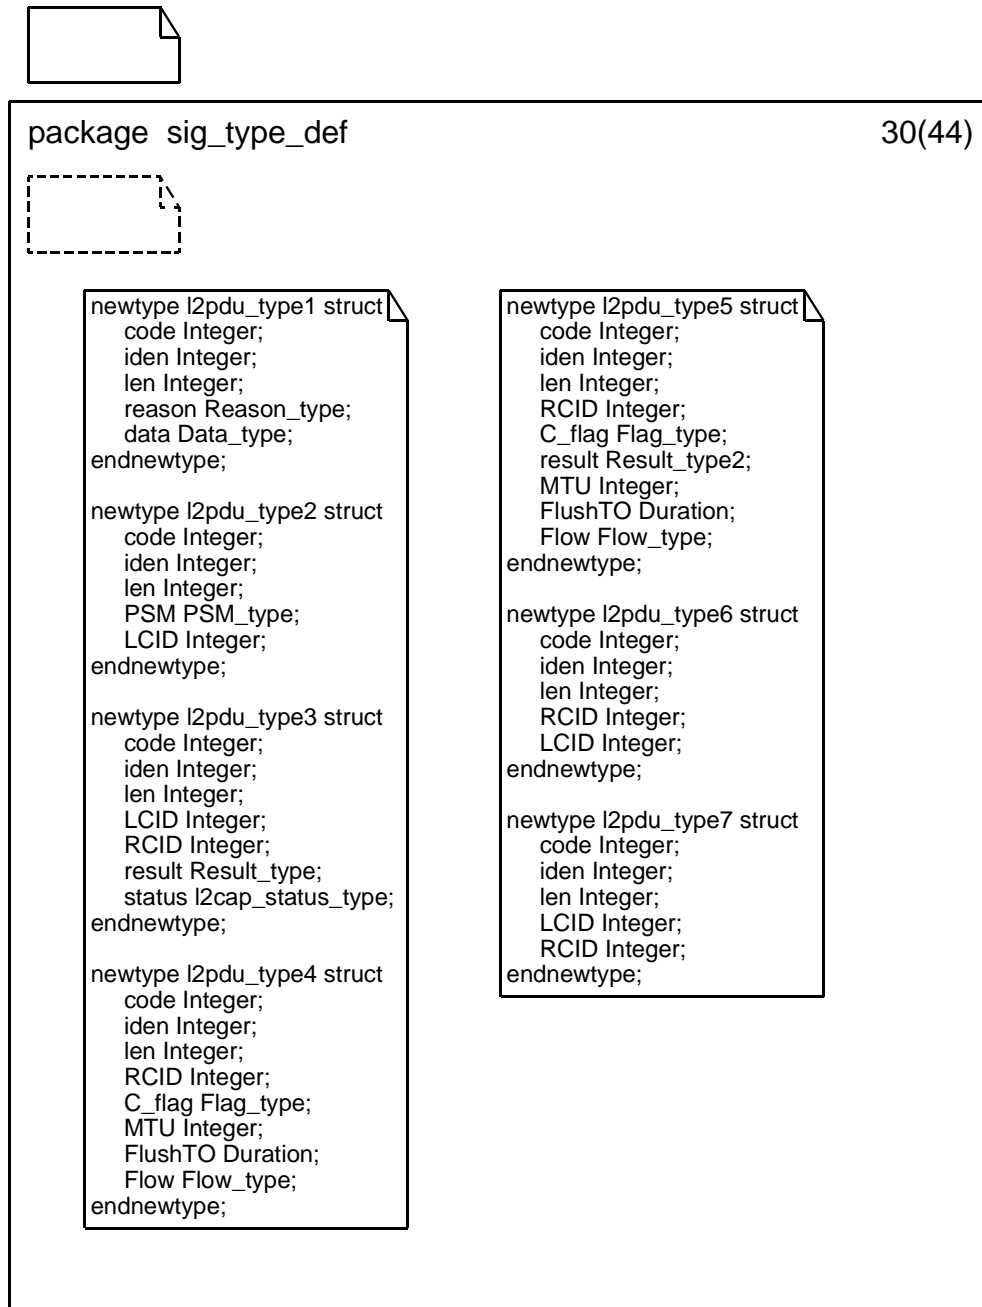 package sig_type_def
30(44)
newtype l2pdu_type1 struct
code Integer;
iden Integer;
len Integer;
reason Reason_type;
data Data_type;
endnewtype;
newtype l2pdu_type2 struct
code Integer;
iden Integer;
len Integer;
PSM PSM_type;
LCID Integer;
endnewtype;
newtype l2pdu_type3 struct
code Integer;
iden Integer;
len Integer;
LCID Integer;
RCID Integer;
result Result_type;
status l2cap_status_type;
endnewtype;
newtype l2pdu_type4 struct
code Integer;
iden Integer;
len Integer;
RCID Integer;
C_flag Flag_type;
MTU Integer;
FlushTO Duration;
Flow Flow_type;
endnewtype;
newtype l2pdu_type5 struct
code Integer;
iden Integer;
len Integer;
RCID Integer;
C_flag Flag_type;
result Result_type2;
MTU Integer;
FlushTO Duration;
Flow Flow_type;
endnewtype;
newtype l2pdu_type6 struct
code Integer;
iden Integer;
len Integer;
RCID Integer;
LCID Integer;
endnewtype;
newtype l2pdu_type7 struct
code Integer;
iden Integer;
len Integer;
LCID Integer;
RCID Integer;
endnewtype;